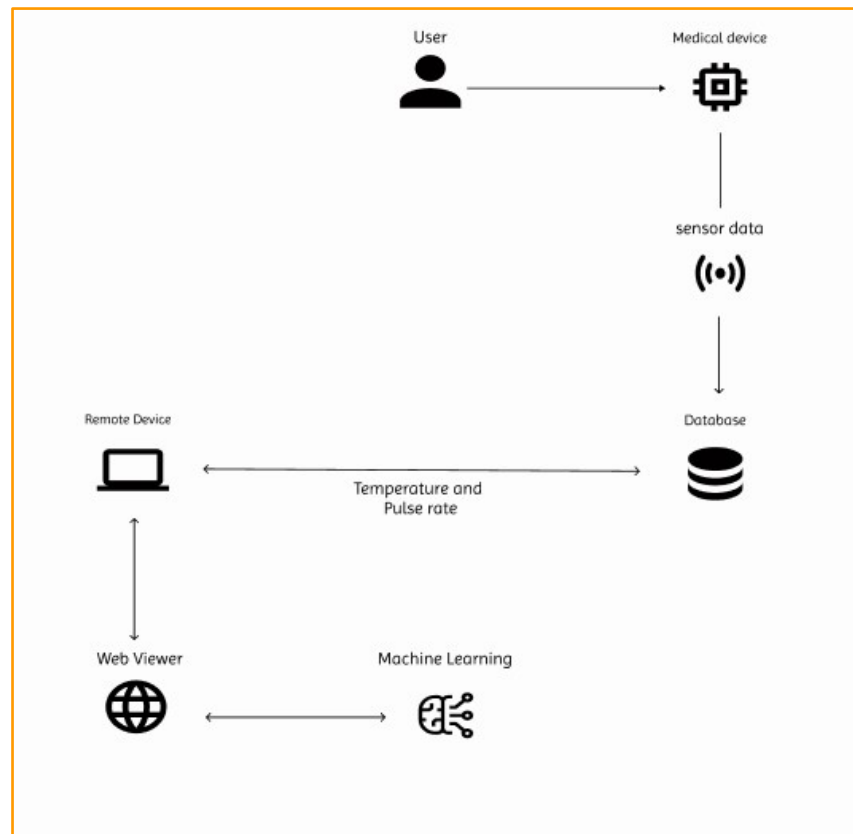 User
Medical device
sensor data
Remote Device
Database
Temperature and
Pulse rate
Web Viewer
Machine Learning